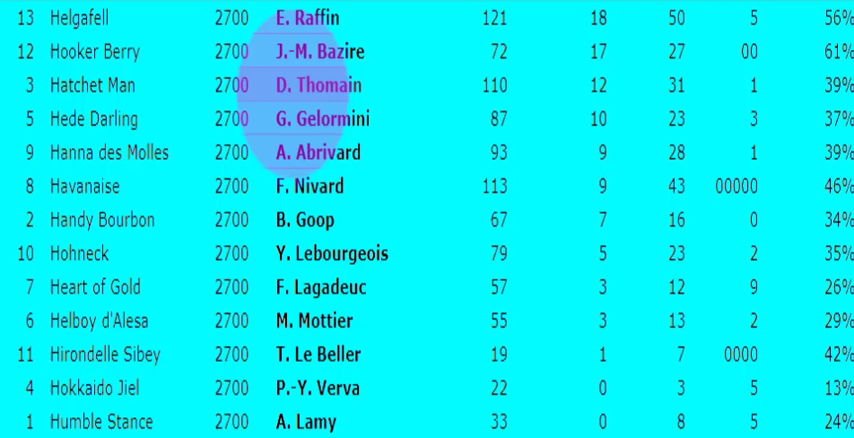 13 Helgafell 2700 E. Raffin 121 18 50 5 56%
12 Hooker Berry 2700 J.-M. Bazire 72 17 27 00 61%
3 Hatchet Man 2700 D. Thomain 110 12 31 1 39%
5 Hede Darling 2700 G. Gelormini 87 10 23 3 37%
9 Hanna des Molles 2700 A. Abrivard 93 9 28 1 39%
8 Havanaise 2700 F. Nivard 113 9 43 00000 46%
2 Handy Bourbon 2700 B. Goop 67 7 16 0 34%
10 Hohneck 2700 Y. Lebourgeois 79 5 23 2 35%
7 Heart of Gold 2700 F. Lagadeuc 57 3 12 9 26%
6 Helboy d'Alesa 2700 M. Mottier 55 3 13 2 29%
11 Hirondelle Sibey 2700 T. Le Beller 19 1 7 0000 42%
4 Hokkaido Jiel 2700 P.-Y. Verva 22 0 3 5 13%
1 Humble Stance 2700 A. Lamy 33 0 8 5 24%